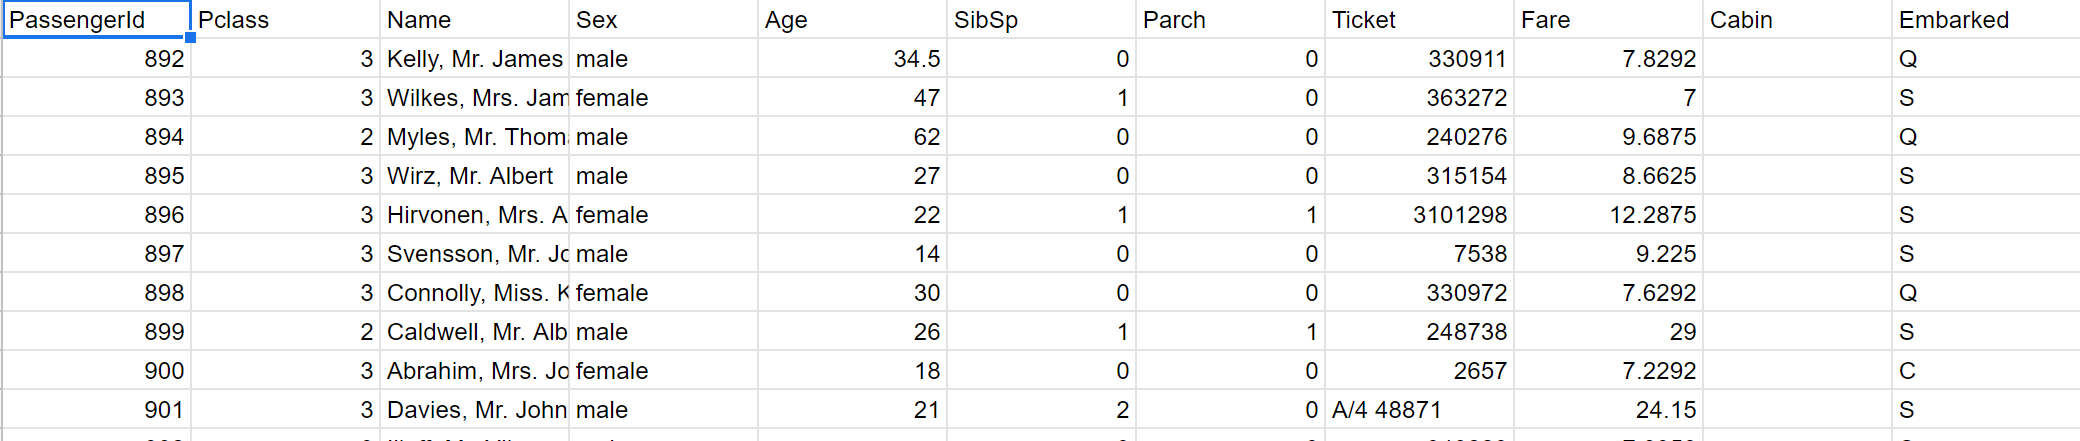 PassengerId Pclass Name Sex Age SibSp Parch Ticket Fare Cabin Embarked
892 3 Kelly, Mr. James male 34.5 0 0 330911 7.8292 Q
893 3 Wilkes, Mrs. Jam female 47 1 0 363272 7 S
894 2 Myles, Mr. Thom male 62 0 0 240276 9.6875 Q
895 3 Wirz, Mr. Albert male 27 0 0 315154 8.6625 S
896 3 Hirvonen, Mrs. A female 22 1 1 3101298 12.2875 S
897 3 Svensson, Mr. Jo male 14 0 0 7538 9.225 S
898 3 Connolly, Miss. K female 30 0 0 330972 7.6292 Q
899 2 Caldwell, Mr. Alb male 26 1 1 248738 29 S
900 3 Abrahim, Mrs. Jo female 18 0 0 2657 7.2292 C
901 3 Davies, Mr. John male 21 2 0 A/4 48871 24.15 S